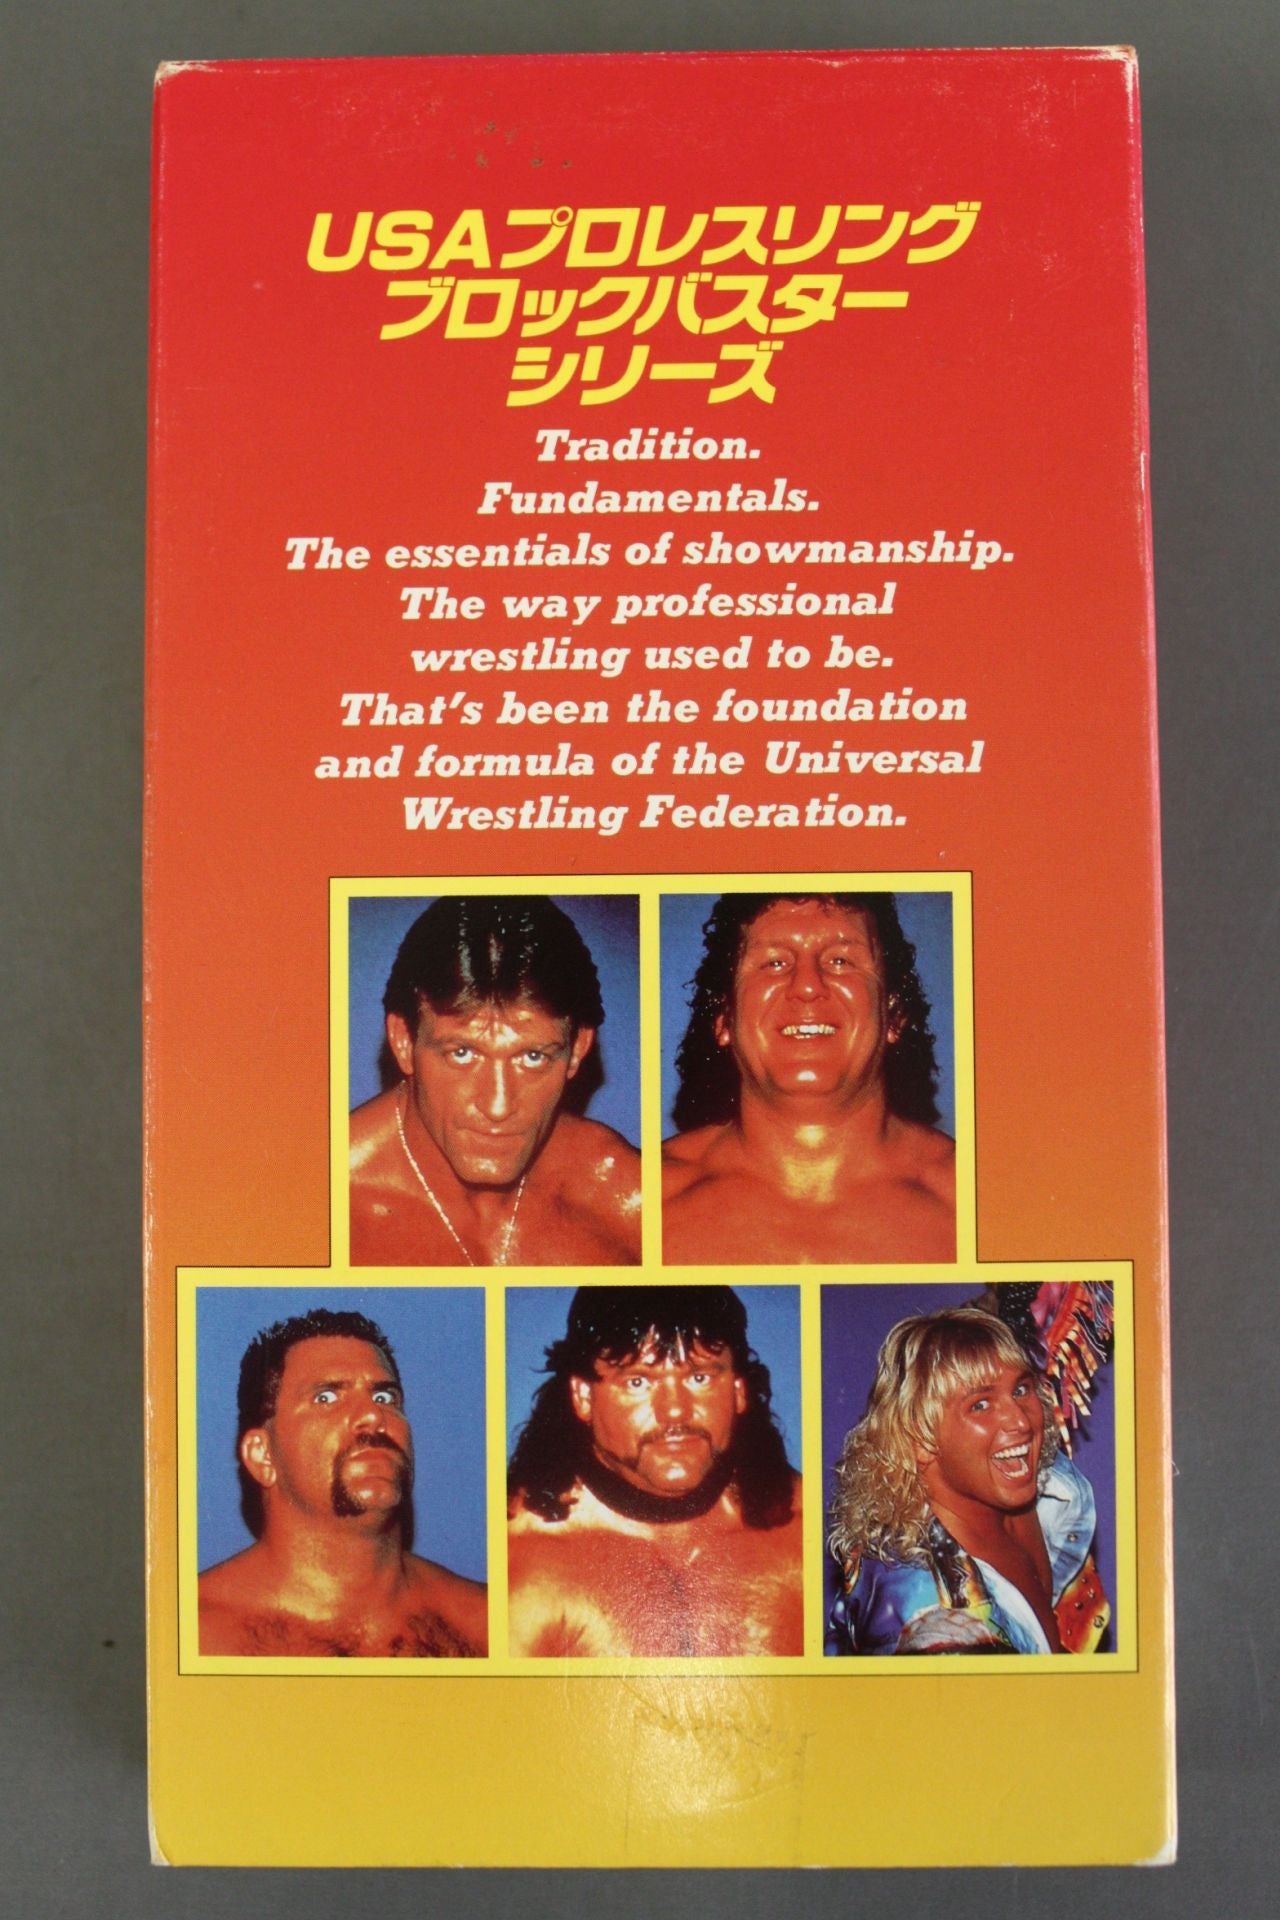 USAプロレスリング
ブロックバスター
シリーズ
Tradition.
Fundamentals.
The essentials of showmanship.
The way professional
wrestling used to be.
That's been the foundation
and formula of the Universal
Wrestling Federation.